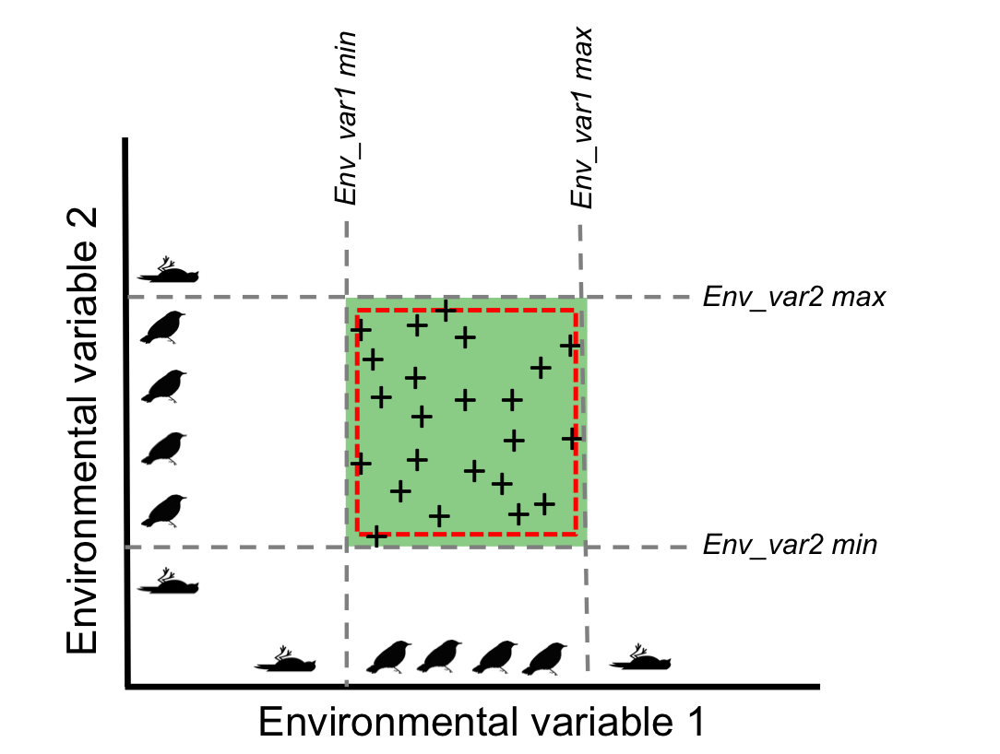 Env_var1 min
Env_var1 max
Environmental variable 2
Env_var2 max
Env_var2 min
Environmental variable 1